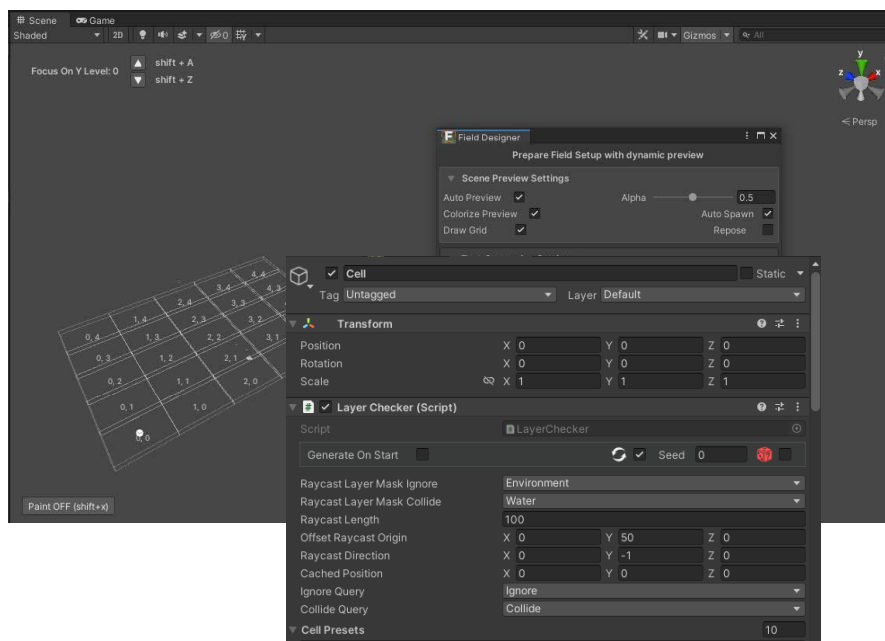 Scene Game
Shaded 2D 0 Gizmos All
Focus On Y Level: 0 shift + A
shift + Z
y
z x
Persp
Field Designer
Prepare Field Setup with dynamic preview
Scene Preview Settings
Auto Preview Alpha 0.5
Colorize Preview Auto Spawn
Draw Grid Repose
4, 4
3, 4 4, 3
2, 4 3, 3
1, 4 2, 3 3, 2
0, 4 1, 3 2, 2 3, 1
0, 3 1, 2 2, 1
0, 2 1, 1 2, 0
0, 1 1, 0
0, 0
Paint OFF (shift+x)
Cell Static
Tag Untagged Layer Default
Transform
Position X 0 Y 0 Z 0
Rotation X 0 Y 0 Z 0
Scale X 1 Y 1 Z 1
Layer Checker (Script)
Script LayerChecker
Generate On Start Seed 0
Raycast Layer Mask Ignore Environment
Raycast Layer Mask Collide Water
Raycast Length 100
Offset Raycast Origin X 0 Y 50 Z 0
Raycast Direction X 0 Y -1 Z 0
Cached Position X 0 Y 0 Z 0
Ignore Query Ignore
Collide Query Collide
Cell Presets 10